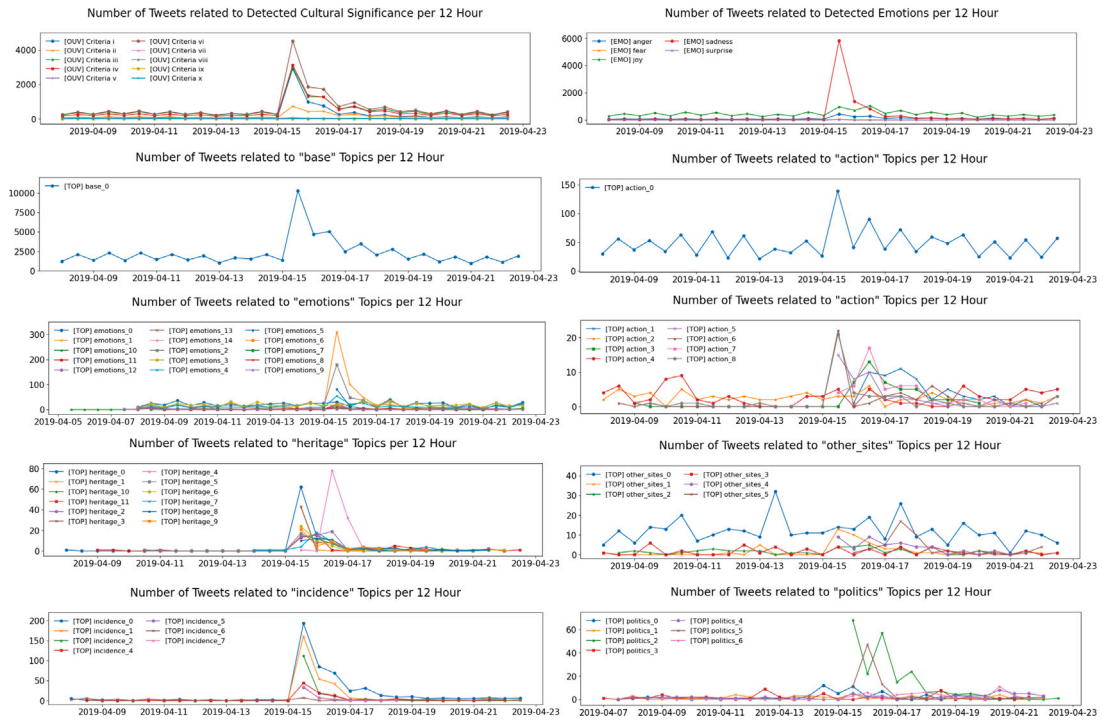 Number of Tweets related to Detected Cultural Significance per 12 Hour
[OUV] Criteria i [OUV] Criteria vi
[OUV] Criteria ii [OUV] Criteria vii
[OUV] Criteria iii [OUV] Criteria viii
[OUV] Criteria iv [OUV] Criteria ix
[OUV] Criteria v [OUV] Criteria x
4000
2000
0
2019-04-09 2019-04-11 2019-04-13 2019-04-15 2019-04-17 2019-04-19 2019-04-21 2019-04-23
Number of Tweets related to Detected Emotions per 12 Hour
[EMO] anger [EMO] sadness
[EMO] fear [EMO] surprise
[EMO] joy
6000
4000
2000
0
2019-04-09 2019-04-11 2019-04-13 2019-04-15 2019-04-17 2019-04-19 2019-04-21 2019-04-23
Number of Tweets related to "base" Topics per 12 Hour
[TOP] base_0
10000
7500
5000
2500
0
2019-04-09 2019-04-11 2019-04-13 2019-04-15 2019-04-17 2019-04-19 2019-04-21 2019-04-23
Number of Tweets related to "action" Topics per 12 Hour
[TOP] action_0
150
100
50
0
2019-04-09 2019-04-11 2019-04-13 2019-04-15 2019-04-17 2019-04-19 2019-04-21 2019-04-23
Number of Tweets related to "emotions" Topics per 12 Hour
[TOP] emotions_0 [TOP] emotions_13 [TOP] emotions_5
[TOP] emotions_1 [TOP] emotions_14 [TOP] emotions_6
[TOP] emotions_10 [TOP] emotions_2 [TOP] emotions_7
[TOP] emotions_11 [TOP] emotions_3 [TOP] emotions_8
[TOP] emotions_12 [TOP] emotions_4 [TOP] emotions_9
300
200
100
0
2019-04-05 2019-04-07 2019-04-09 2019-04-11 2019-04-13 2019-04-15 2019-04-17 2019-04-19 2019-04-21 2019-04-23
Number of Tweets related to "action" Topics per 12 Hour
[TOP] action_1 [TOP] action_5
[TOP] action_2 [TOP] action_6
[TOP] action_3 [TOP] action_7
[TOP] action_4 [TOP] action_8
20
10
0
2019-04-09 2019-04-11 2019-04-13 2019-04-15 2019-04-17 2019-04-19 2019-04-21 2019-04-23
Number of Tweets related to "heritage" Topics per 12 Hour
[TOP] heritage_0 [TOP] heritage_4
[TOP] heritage_1 [TOP] heritage_5
[TOP] heritage_10 [TOP] heritage_6
[TOP] heritage_11 [TOP] heritage_7
[TOP] heritage_2 [TOP] heritage_8
[TOP] heritage_3 [TOP] heritage_9
80
60
40
20
0
2019-04-09 2019-04-11 2019-04-13 2019-04-15 2019-04-17 2019-04-19 2019-04-21 2019-04-23
Number of Tweets related to "other_sites" Topics per 12 Hour
[TOP] other_sites_0 [TOP] other_sites_3
[TOP] other_sites_1 [TOP] other_sites_4
[TOP] other_sites_2 [TOP] other_sites_5
40
30
20
10
0
2019-04-09 2019-04-11 2019-04-13 2019-04-15 2019-04-17 2019-04-19 2019-04-21 2019-04-23
Number of Tweets related to "incidence" Topics per 12 Hour
[TOP] incidence_0 [TOP] incidence_5
[TOP] incidence_1 [TOP] incidence_6
[TOP] incidence_2 [TOP] incidence_7
[TOP] incidence_4
200
150
100
50
0
2019-04-09 2019-04-11 2019-04-13 2019-04-15 2019-04-17 2019-04-19 2019-04-21 2019-04-23
Number of Tweets related to "politics" Topics per 12 Hour
[TOP] politics_0 [TOP] politics_4
[TOP] politics_1 [TOP] politics_5
[TOP] politics_2 [TOP] politics_6
[TOP] politics_3
60
40
20
0
2019-04-07 2019-04-09 2019-04-11 2019-04-13 2019-04-15 2019-04-17 2019-04-19 2019-04-21 2019-04-23